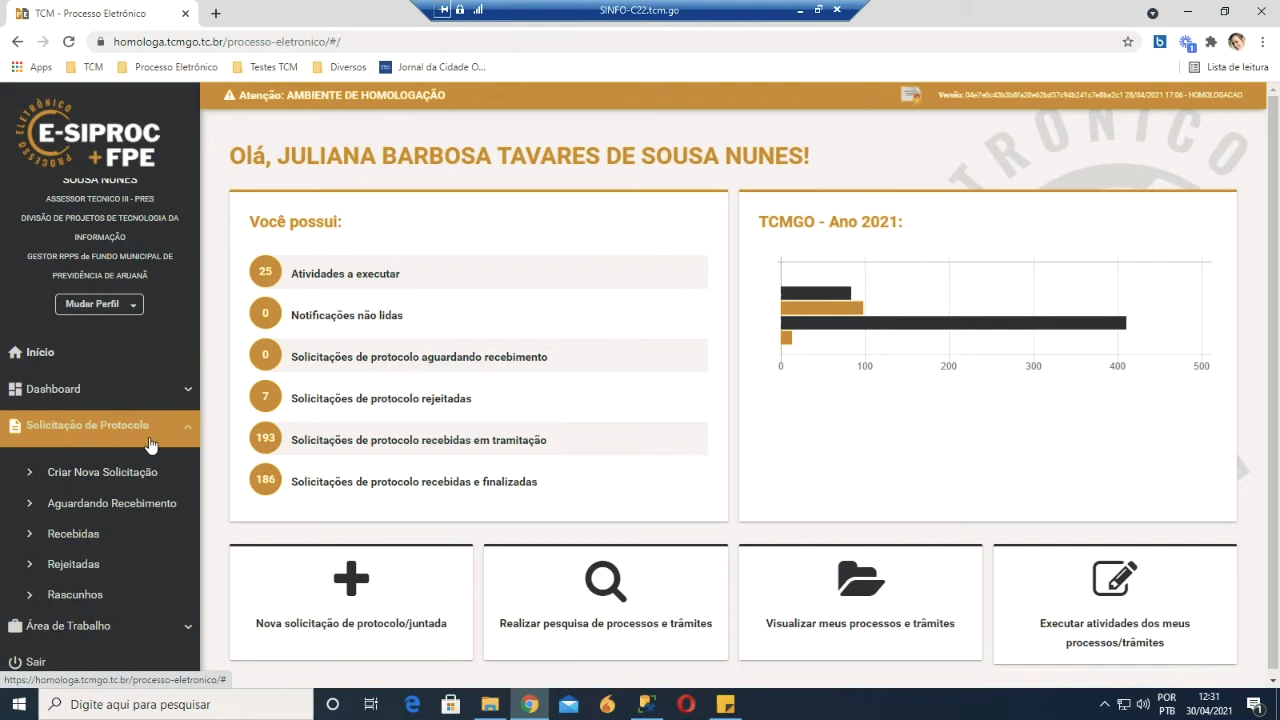 TCM - Processo Eletrônico
SINFO-C22.tcm.go
homologa.tcmgo.tc.br/processo-eletronico/#/
Apps
TCM
Processo Eletrônico
Testes TCM
Diversos
Jornal da Cidade O...
Lista de leitura
Atenção: AMBIENTE DE HOMOLOGAÇÃO
PROCESSO ELETRÔNICO
E-SIPROC
+FPE
SOUSA NUNES
ASSESSOR TECNICO III - PRES
DIVISÃO DE PROJETOS DE TECNOLOGIA DA
INFORMAÇÃO
GESTOR RPPS de FUNDO MUNICIPAL DE
PREVIDÊNCIA DE ARUANÃ
Mudar Perfil
Início
Dashboard
Solicitação de Protocolo
Criar Nova Solicitação
Aguardando Recebimento
Recebidas
Rejeitadas
Rascunhos
Área de Trabalho
Sair
https://homologa.tcmgo.tc.br/processo-eletronico/#
Olá, JULIANA BARBOSA TAVARES DE SOUSA NUNES!
Você possui:
25 Atividades a executar
0 Notificações não lidas
0 Solicitações de protocolo aguardando recebimento
7 Solicitações de protocolo rejeitadas
193 Solicitações de protocolo recebidas em tramitação
186 Solicitações de protocolo recebidas e finalizadas
TCMGO - Ano 2021:
0 100 200 300 400 500
Nova solicitação de protocolo/juntada
Realizar pesquisa de processos e trâmites
Visualizar meus processos e trâmites
Executar atividades dos meus
processos/trâmites
Digite aqui para pesquisar
POR
PTB
12:31
30/04/2021